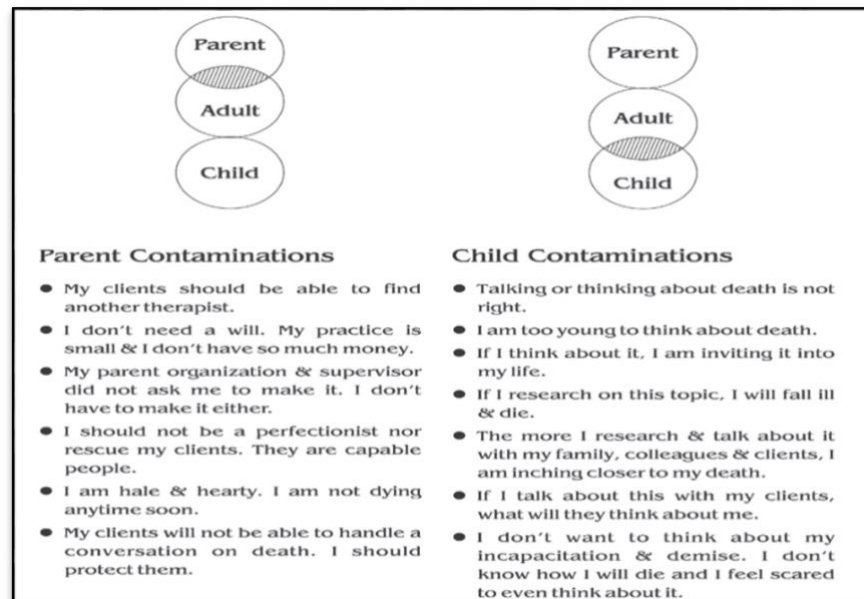 Parent
Adult
Child
Parent
Adult
Child
Parent Contaminations
● My clients should be able to find
another therapist.
● I don't need a will. My practice is
small & I don't have so much money.
● My parent organization & supervisor
did not ask me to make it. I don't
have to make it either.
● I should not be a perfectionist nor
rescue my clients. They are capable
people.
● I am hale & hearty. I am not dying
anytime soon.
● My clients will not be able to handle a
conversation on death. I should
protect them.
Child Contaminations
● Talking or thinking about death is not
right.
● I am too young to think about death.
● If I think about it, I am inviting it into
my life.
● If I research on this topic, I will fall ill
& die.
● The more I research & talk about it
with my family, colleagues & clients, I
am inching closer to my death.
● If I talk about this with my clients,
what will they think about me.
● I don't want to think about my
incapacitation & demise. I don't
know how I will die and I feel scared
to even think about it.